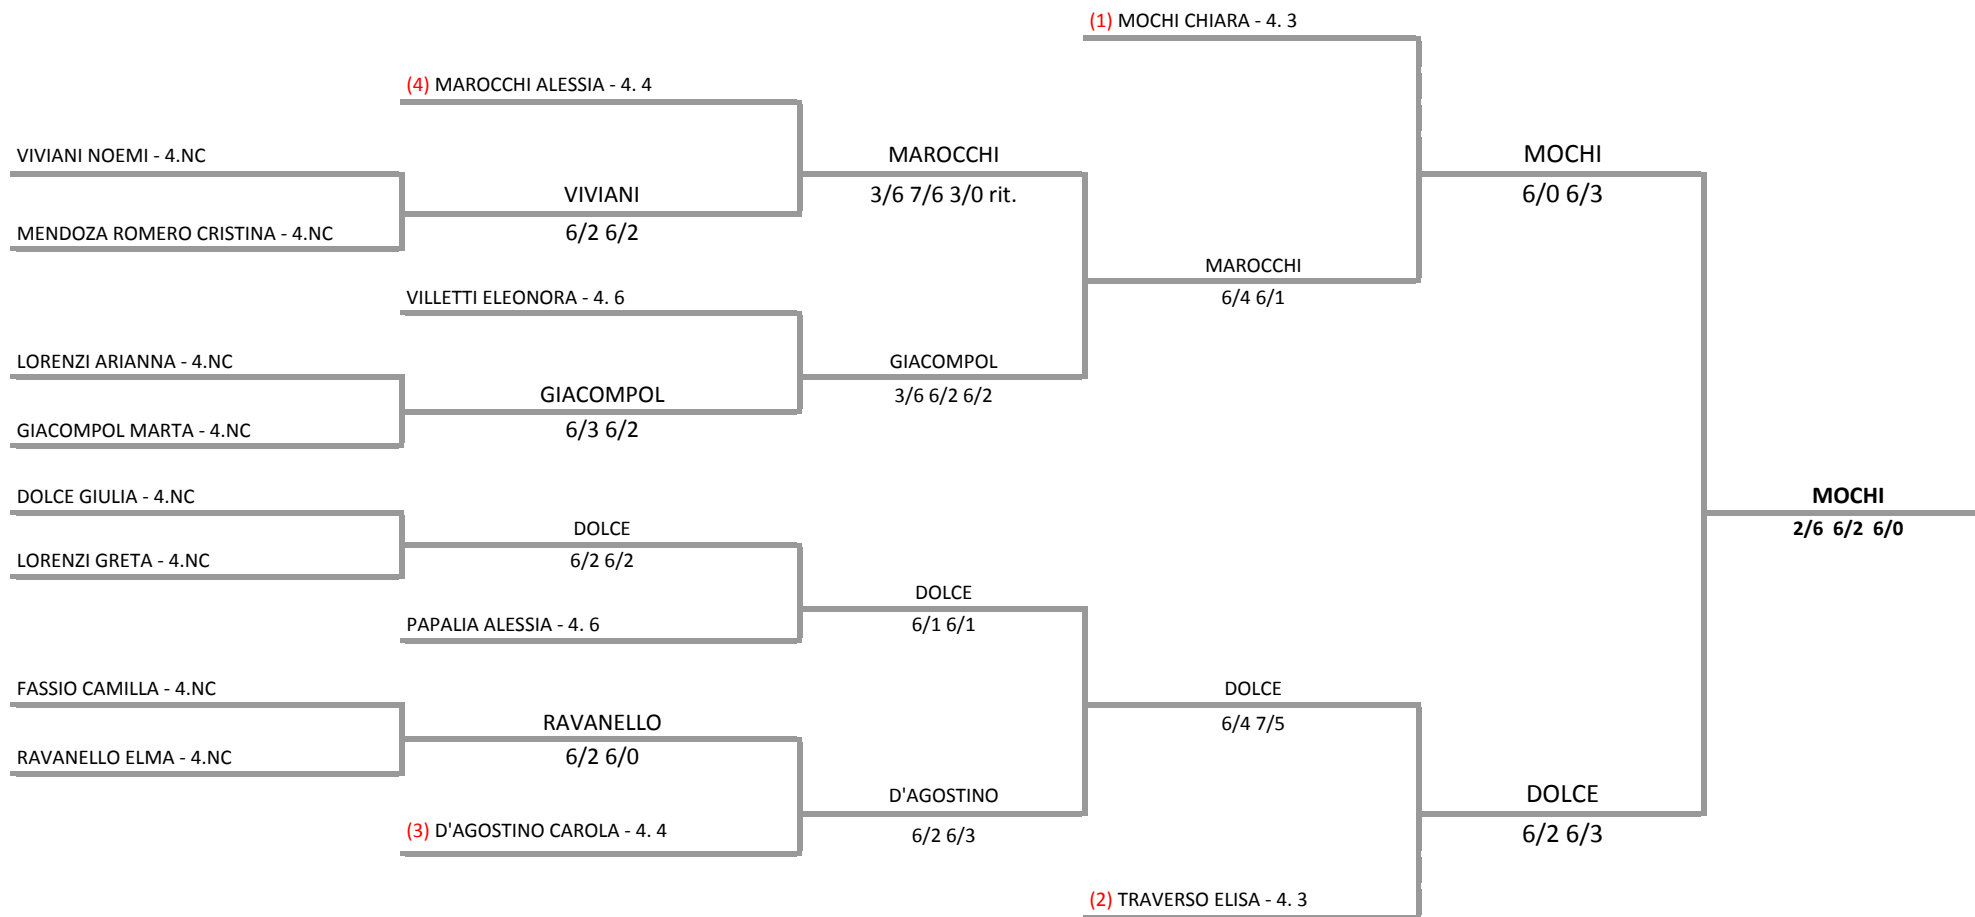 (1) MOCHI CHIARA - 4. 3
(4) MAROCCHI ALESSIA - 4. 4
VIVIANI NOEMI - 4.NC
MAROCCHI
MOCHI
VIVIANI
3/6 7/6 3/0 rit.
6/0 6/3
MENDOZA ROMERO CRISTINA - 4.NC
6/2 6/2
MAROCCHI
VILLETTI ELEONORA - 4. 6
6/4 6/1
LORENZI ARIANNA - 4.NC
GIACOMPOL
GIACOMPOL
3/6 6/2 6/2
GIACOMPOL MARTA - 4.NC
6/3 6/2
DOLCE GIULIA - 4.NC
MOCHI
DOLCE
2/6 6/2 6/0
LORENZI GRETA - 4.NC
6/2 6/2
DOLCE
PAPALIA ALESSIA - 4. 6
6/1 6/1
FASSIO CAMILLA - 4.NC
DOLCE
RAVANELLO
6/4 7/5
RAVANELLO ELMA - 4.NC
6/2 6/0
D'AGOSTINO
DOLCE
(3) D'AGOSTINO CAROLA - 4. 4
6/2 6/3
6/2 6/3
(2) TRAVERSO ELISA - 4. 3